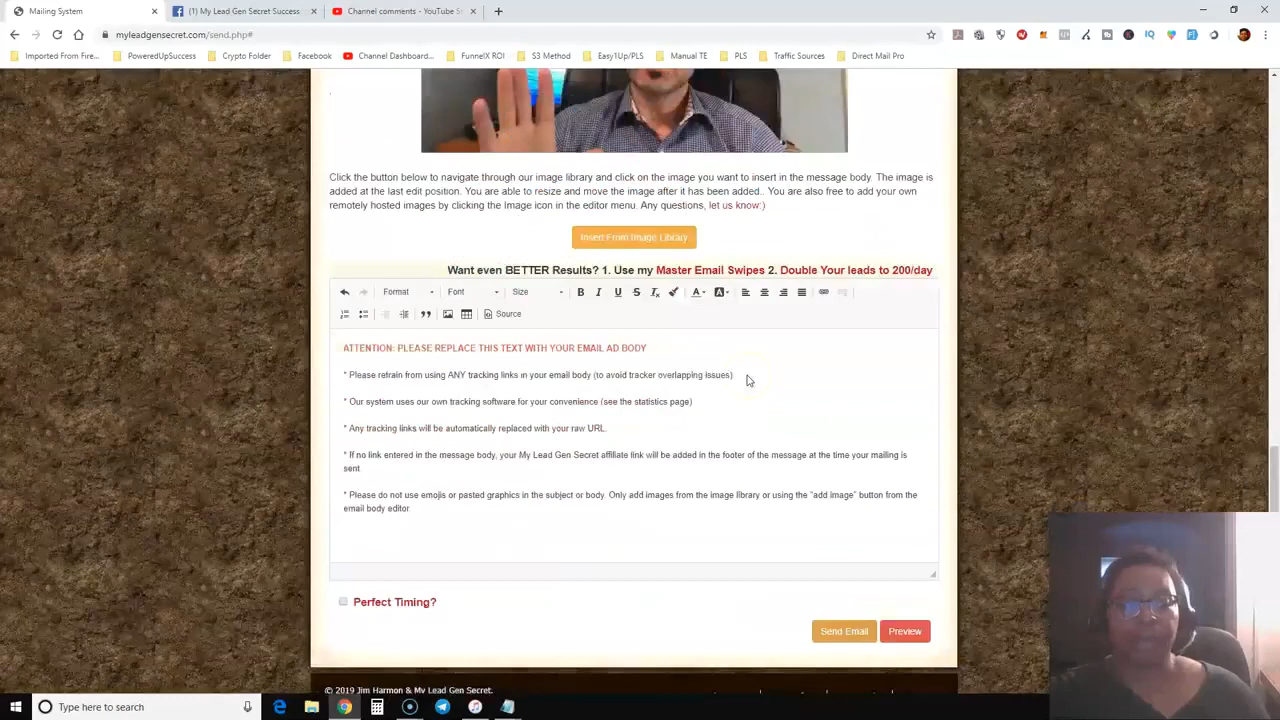 Mailing System
(1) My Lead Gen Secret Success
Channel comments - YouTube S
myleadgensecret.com/send.php#
Imported From Fire
PoweredUpSuccess
Crypto Folder
Facebook
Channel Dashboard...
FunnelX ROI
S3 Method
Easy1Up/PLS
Manual TE
PLS
Traffic Sources
Direct Mail Pro
Click the button below to navigate through our image library and click on the image you want to insert in the message body. The image is
added at the last edit position. You are able to resize and move the image after it has been added.. You are also free to add your own
remotely hosted images by clicking the Image icon in the editor menu. Any questions, let us know:)
Insert From Image Library
Want even BETTER Results? 1. Use my Master Email Swipes 2. Double Your leads to 200/day
Format Font Size B I U S Tx A A
Source
ATTENTION: PLEASE REPLACE THIS TEXT WITH YOUR EMAIL AD BODY
* Please refrain from using ANY tracking links in your email body (to avoid tracker overlapping issues)
* Our system uses our own tracking software for your convenience (see the statistics page)
* Any tracking links will be automatically replaced with your raw URL.
* If no link entered in the message body, your My Lead Gen Secret affiliate link will be added in the footer of the message at the time your mailing is
sent
* Please do not use emojis or pasted graphics in the subject or body. Only add images from the image library or using the "add image" button from the
email body editor
Perfect Timing?
Send Email
Preview
© 2019 Jim Harmon & My Lead Gen Secret.
Type here to search